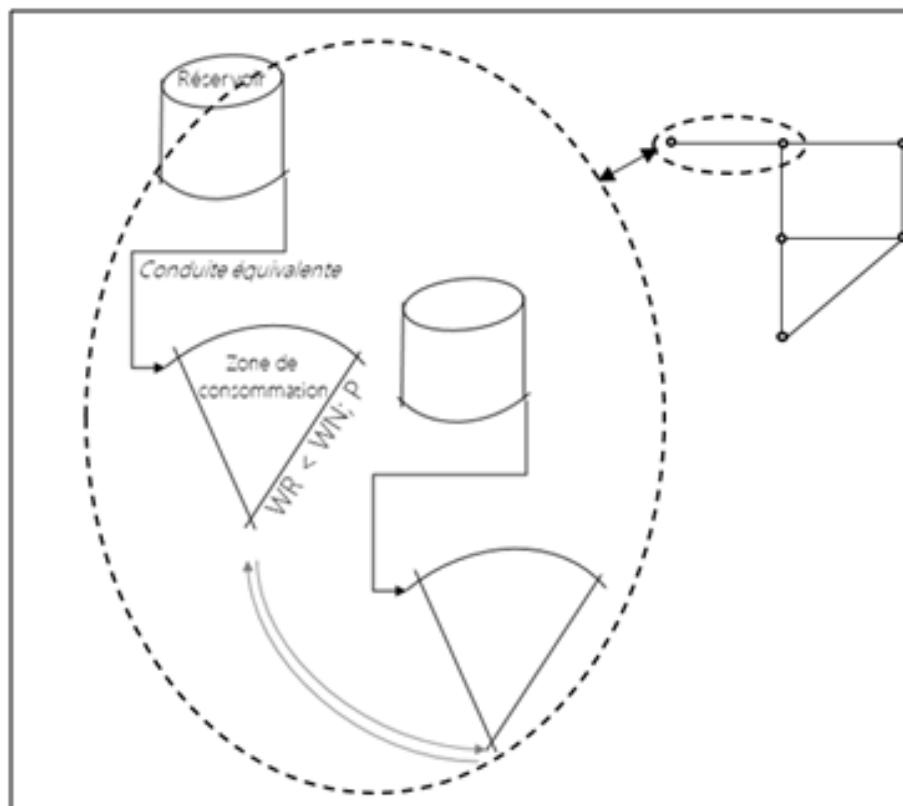 Réservoir
Conduite équivalente
Zone de
consommation
WR < WN; P